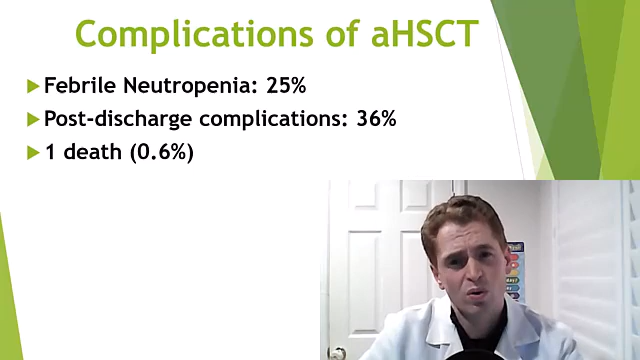 Complications of aHSCT
Febrile Neutropenia: 25%
Post-discharge complications: 36%
1 death (0.6%)